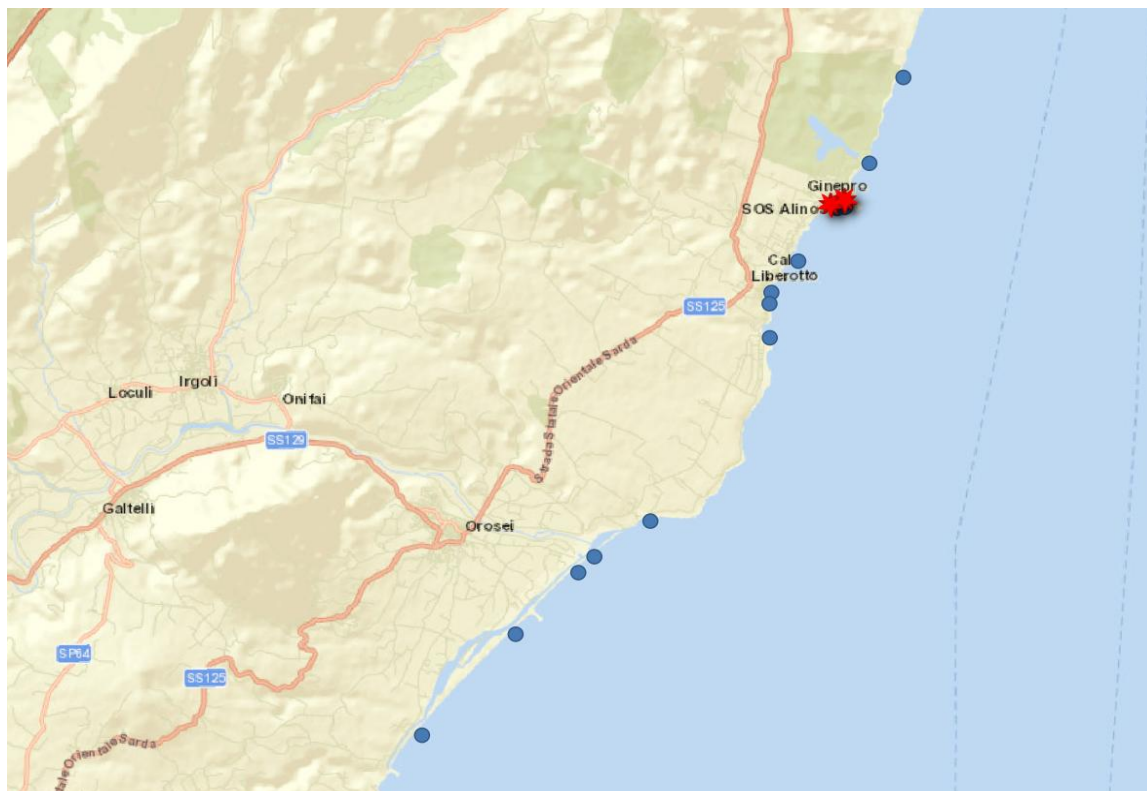 Ginepro
SOS Alinos
Cala
Liberotto
SS125
Strada Statale Orientale Sarda
Irgoli
Loculi
Onifai
SS129
Galtelli
Orosei
SP64
SS125
ale Orientale Sarda